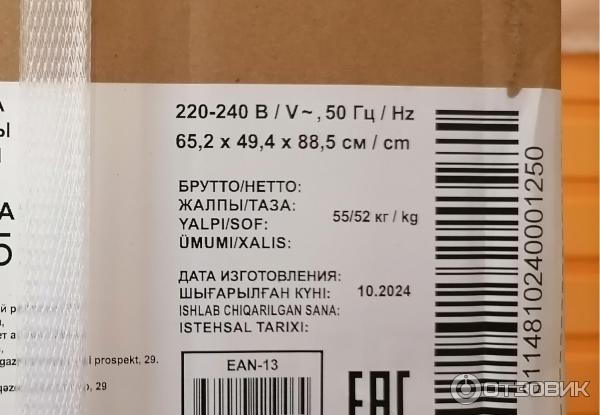 220-240 В / V~, 50 Гц / Hz
65,2 x 49,4 x 88,5 см / cm
БРУТТО/НЕТТО:
ЖАЛПЫ/ТАЗА:
YALPI/SOF:
ÜMUMI/XALIS:
55/52 кг / kg
ДАТА ИЗГОТОВЛЕНИЯ:
ШЫҒАРЫЛҒАН КҮНІ:
ISHLAB CHIQARILGAN SANA:
ISTEHSAL TARIXI:
10.2024
EAN-13
EAC
А
Ы
А
5
prospekt, 29.
29
1114810240001250
ОТЗОВИК